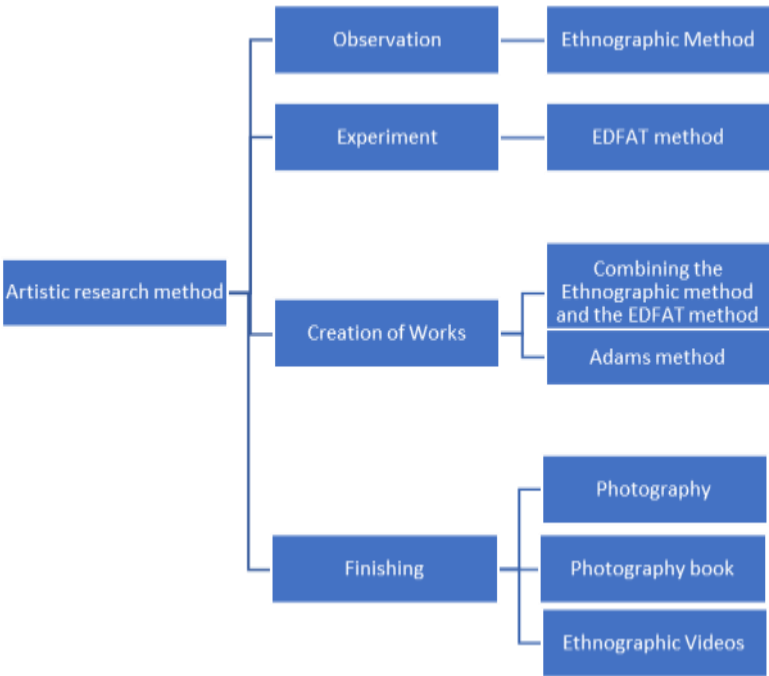 Observation
Ethnographic Method
Experiment
EDFAT method
Artistic research method
Combining the
Ethnographic method
and the EDFAT method
Creation of Works
Adams method
Photography
Finishing
Photography book
Ethnographic Videos